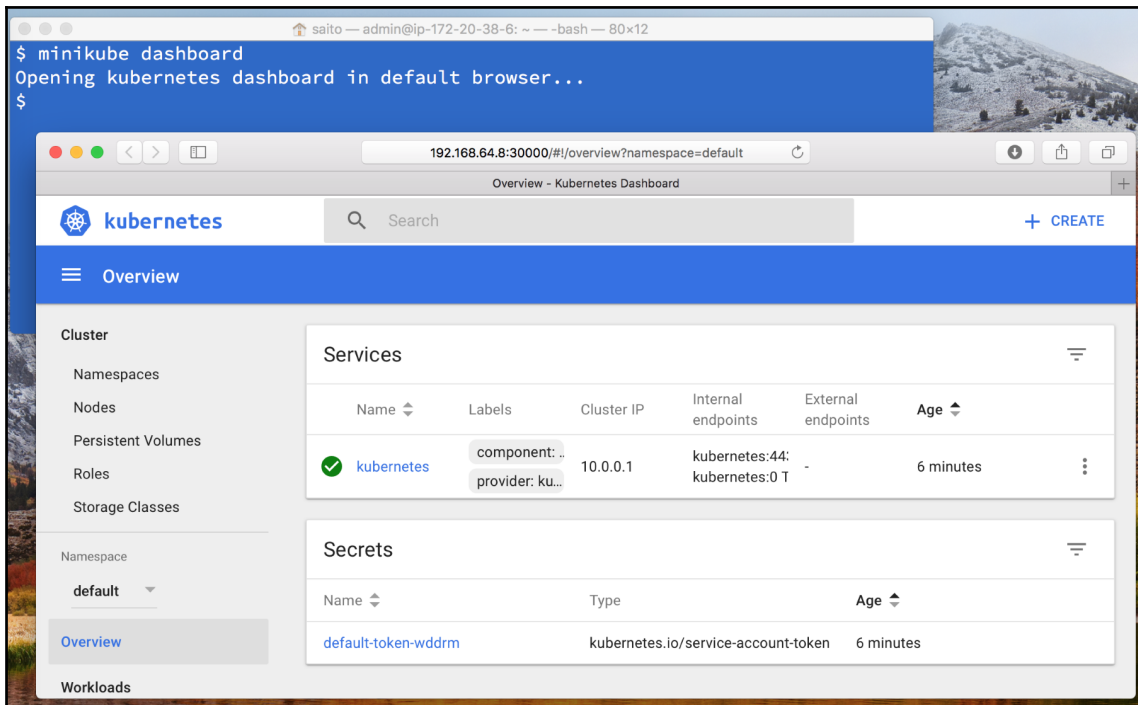 saito — admin@ip-172-20-38-6: ~ — -bash — 80×12
$ minikube dashboard
Opening kubernetes dashboard in default browser...
$
192.168.64.8:30000/#!/overview?namespace=default
Overview - Kubernetes Dashboard
kubernetes
Search
+ CREATE
Overview
Cluster
Namespaces
Nodes
Persistent Volumes
Roles
Storage Classes
Namespace
default
Overview
Workloads
Services
Name Labels Cluster IP Internal endpoints External endpoints Age
kubernetes component: .. 10.0.0.1 kubernetes:443 - 6 minutes
provider: ku... kubernetes:0 T
Secrets
Name Type Age
default-token-wddrm kubernetes.io/service-account-token 6 minutes